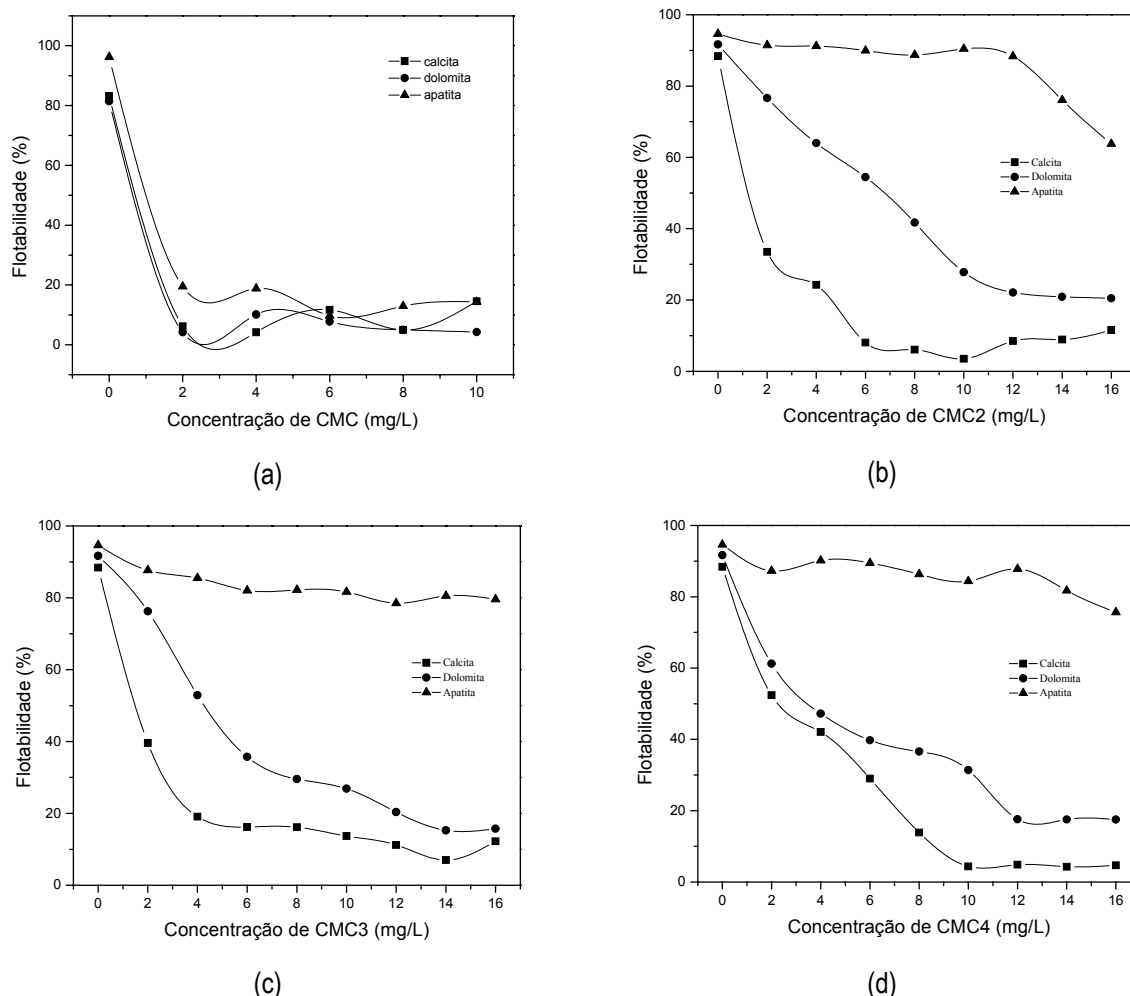 100
80
60
40
20
0
Flotabilidade (%)
calcita
dolomita
apatita
0 2 4 6 8 10
Concentração de CMC (mg/L)
(a)
100
80
60
40
20
0
Flotabilidade (%)
Calcita
Dolomita
Apatita
0 2 4 6 8 10 12 14 16
Concentração de CMC2 (mg/L)
(b)
100
80
60
40
20
0
Flotabilidade (%)
Calcita
Dolomita
Apatita
0 2 4 6 8 10 12 14 16
Concentração de CMC3 (mg/L)
(c)
100
80
60
40
20
0
Flotabilidade (%)
Calcita
Dolomita
Apatita
0 2 4 6 8 10 12 14 16
Concentração de CMC4 (mg/L)
(d)